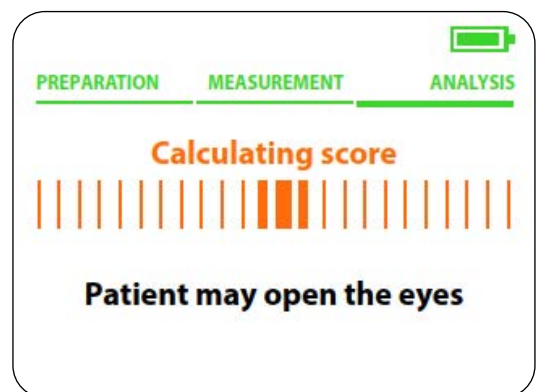 PREPARATION MEASUREMENT ANALYSIS
Calculating score
Patient may open the eyes